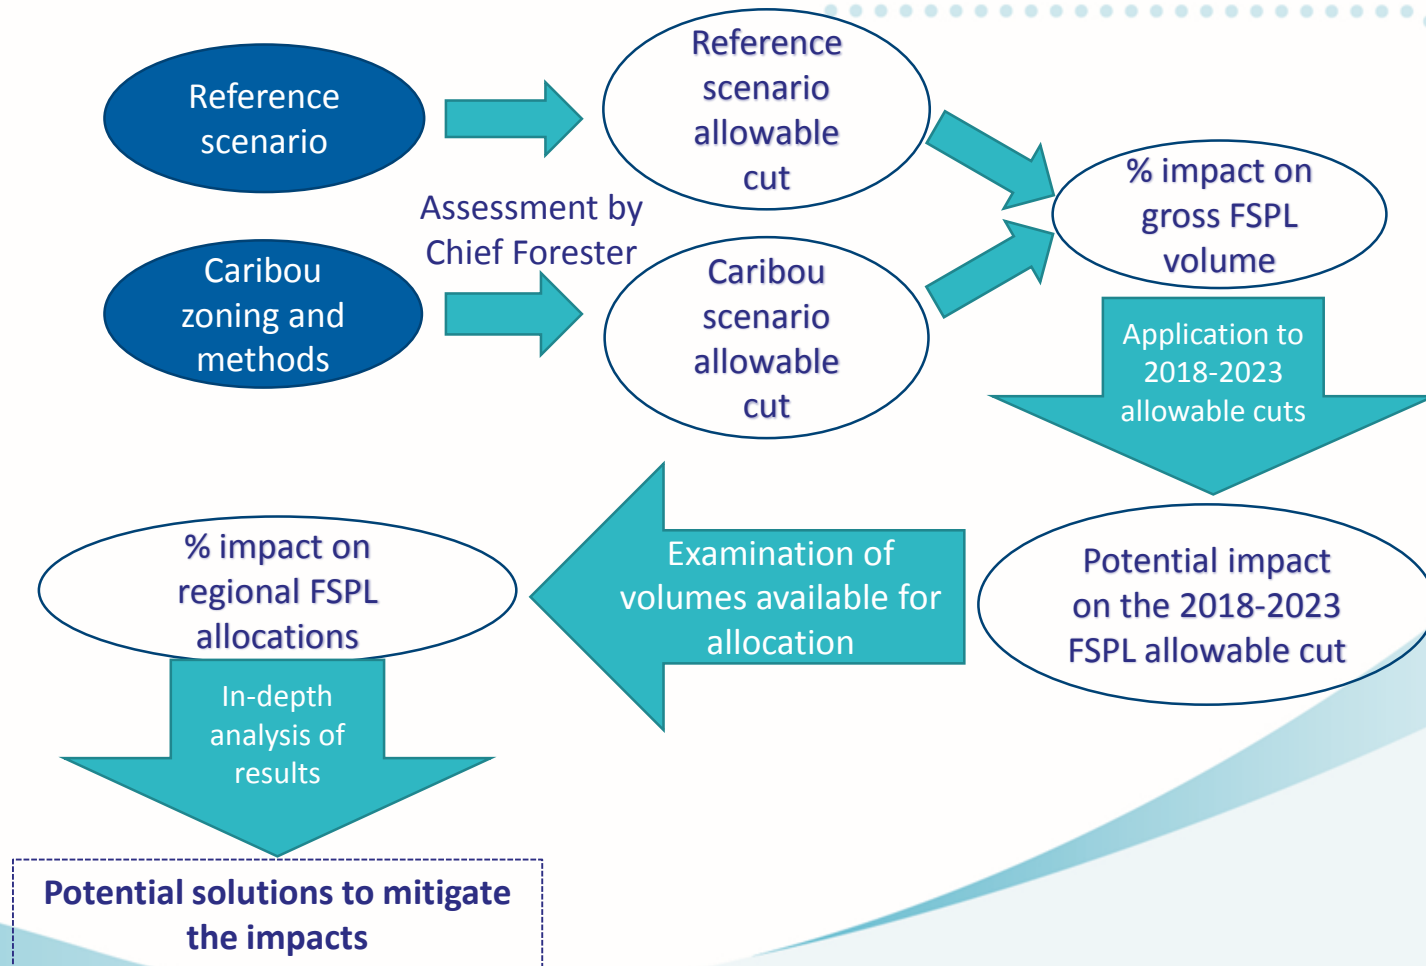 Reference
scenario
Reference
scenario
allowable
cut
Assessment by
Chief Forester
Caribou
zoning and
methods
Caribou
scenario
allowable
cut
% impact on
gross FSPL
volume
Application to
2018-2023
allowable cuts
Potential impact
on the 2018-2023
FSPL allowable cut
Examination of
volumes available for
allocation
% impact on
regional FSPL
allocations
In-depth
analysis of
results
Potential solutions to mitigate
the impacts